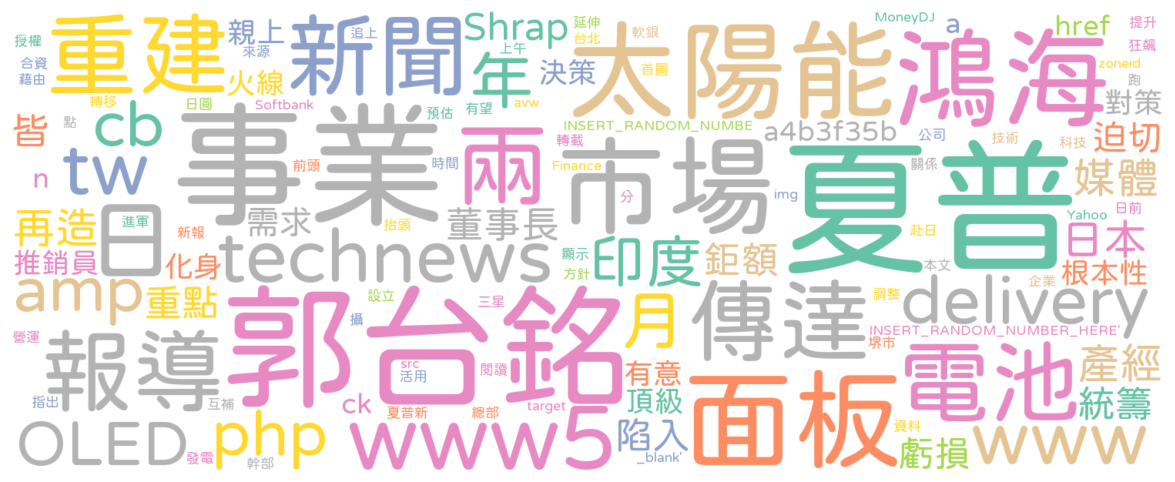 重建
新聞
親上
追上
來源
授權
合資
藉由
火線
轉移
日圓
Softbank
Shrap
年
上午
延伸
台北
軟銀
決策
首圖
太陽能
MoneyDJ
a
href
提升
狂飆
zoneid
跑
鴻海
對策
迫切
皆
點
cb
tw
n
事業
前頭
時間
預估
有望
avw
兩
INSERT_RANDOM_NUMBE
轉載
Finance
分
市場
a4b3f35b
img
公司
關係
技術
科技
夏普
媒體
Yahoo
日前
日本
赴日
本文
根本性
企業
再造
日
進軍
新報
需求
抬頭
董事長
technews
推銷員
化身
顯示
方針
印度
鉅額
amp
重點
設立
三星
攝
月
傳達
調整
delivery
INSERT_RANDOM_NUMBER_HERE'
堺市
營運
報導
郭台銘
src
活用
閱讀
有意
電池
產經
指出
互補
ck
夏普新
總部
target
頂級
面板
統籌
OLED
php
發電
幹部
www5
陷入
_blank'
資料
虧損
www